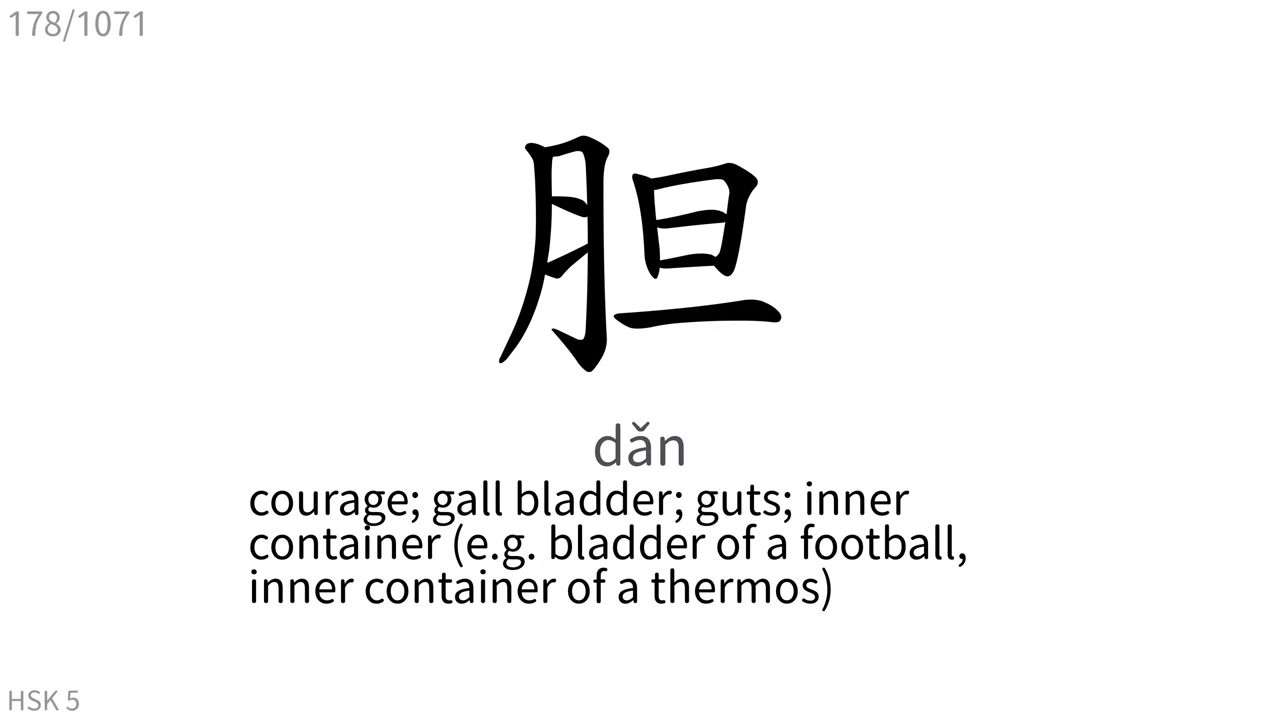 178/1071
胆
dǎn
courage; gall bladder; guts; inner
container (e.g. bladder of a football,
inner container of a thermos)
HSK 5